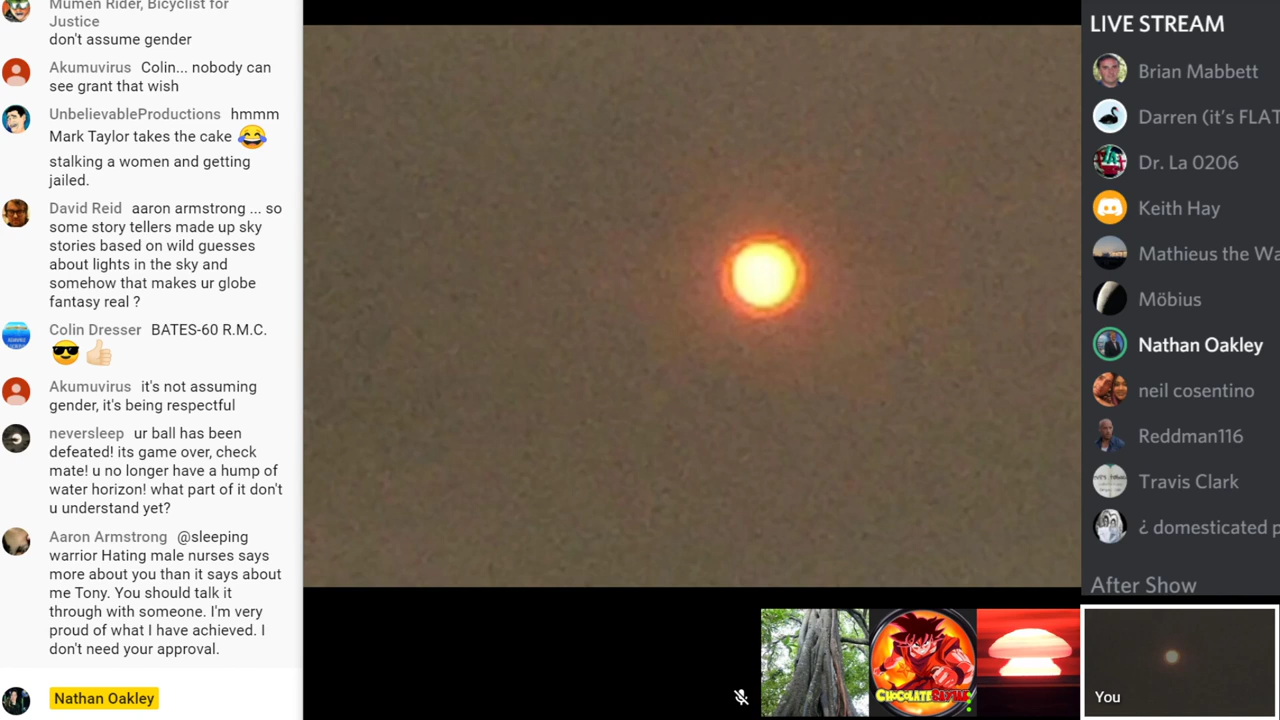 Mumen Rider, Bicyclist for
Justice
don't assume gender
Akumuvirus Colin... nobody can
see grant that wish
UnbelievableProductions hmmm
Mark Taylor takes the cake 😂
stalking a women and getting
jailed.
David Reid aaron armstrong ... so
some story tellers made up sky
stories based on wild guesses
about lights in the sky and
somehow that makes ur globe
fantasy real ?
Colin Dresser BATES-60 R.M.C.
😎👍🏻
Akumuvirus it's not assuming
gender, it's being respectful
neversleep ur ball has been
defeated! its game over, check
mate! u no longer have a hump of
water horizon! what part of it don't
u understand yet?
Aaron Armstrong @sleeping
warrior Hating male nurses says
more about you than it says about
me Tony. You should talk it
through with someone. I'm very
proud of what I have achieved. I
don't need your approval.
Nathan Oakley
CHOCOLATE
You
LIVE STREAM
Brian Mabbett
Darren (it's FLAT
Dr. La 0206
Keith Hay
Mathieus the Wa
Möbius
Nathan Oakley
neil cosentino
Reddman116
Travis Clark
¿ domesticated p
After Show